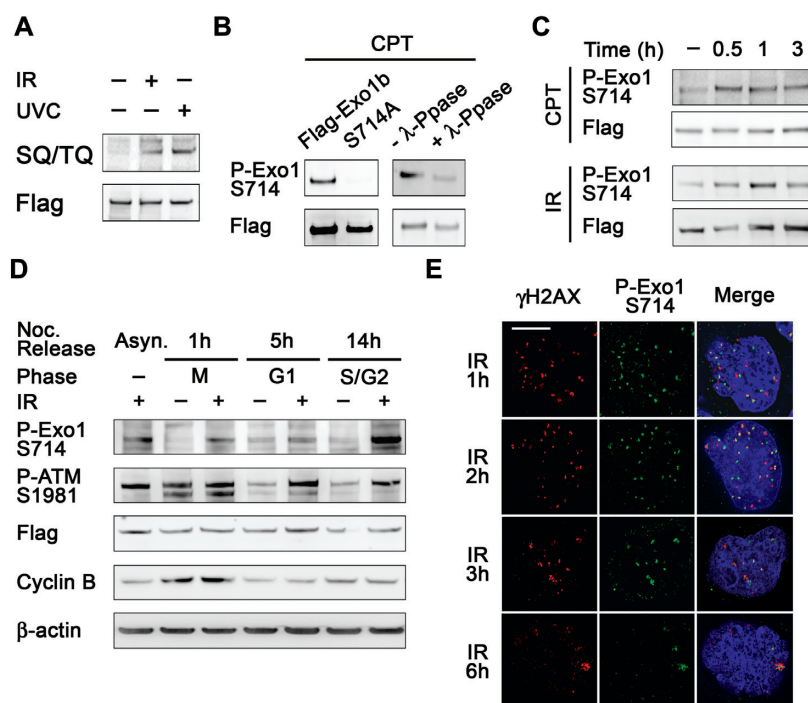 A
IR – + –
UVC – – +
SQ/TQ
Flag
B
CPT
Flag-Exo1b
S714A
- λ-Ppase
+ λ-Ppase
P-Exo1
S714
Flag
C
Time (h) – 0.5 1 3
CPT
P-Exo1
S714
Flag
IR
P-Exo1
S714
Flag
D
Noc.
Release
Asyn. 1h 5h 14h
Phase – M G1 S/G2
IR + – + – + – +
P-Exo1
S714
P-ATM
S1981
Flag
Cyclin B
β-actin
E
γH2AX P-Exo1
S714 Merge
IR
1h
IR
2h
IR
3h
IR
6h